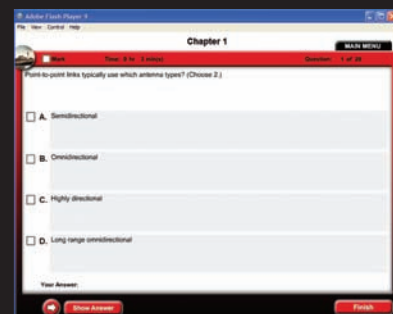 Adobe Flash Player 9
File View Control Help
Chapter 1
MAIN MENU
Mark
Question: 1 of 20
Point-to-point links typically use which antenna types? (Choose 2.)
A. Semidirectional
B. Omnidirectional
C. Highly directional
D. Long range omnidirectional
Your Answer:
Show Answer
Finish